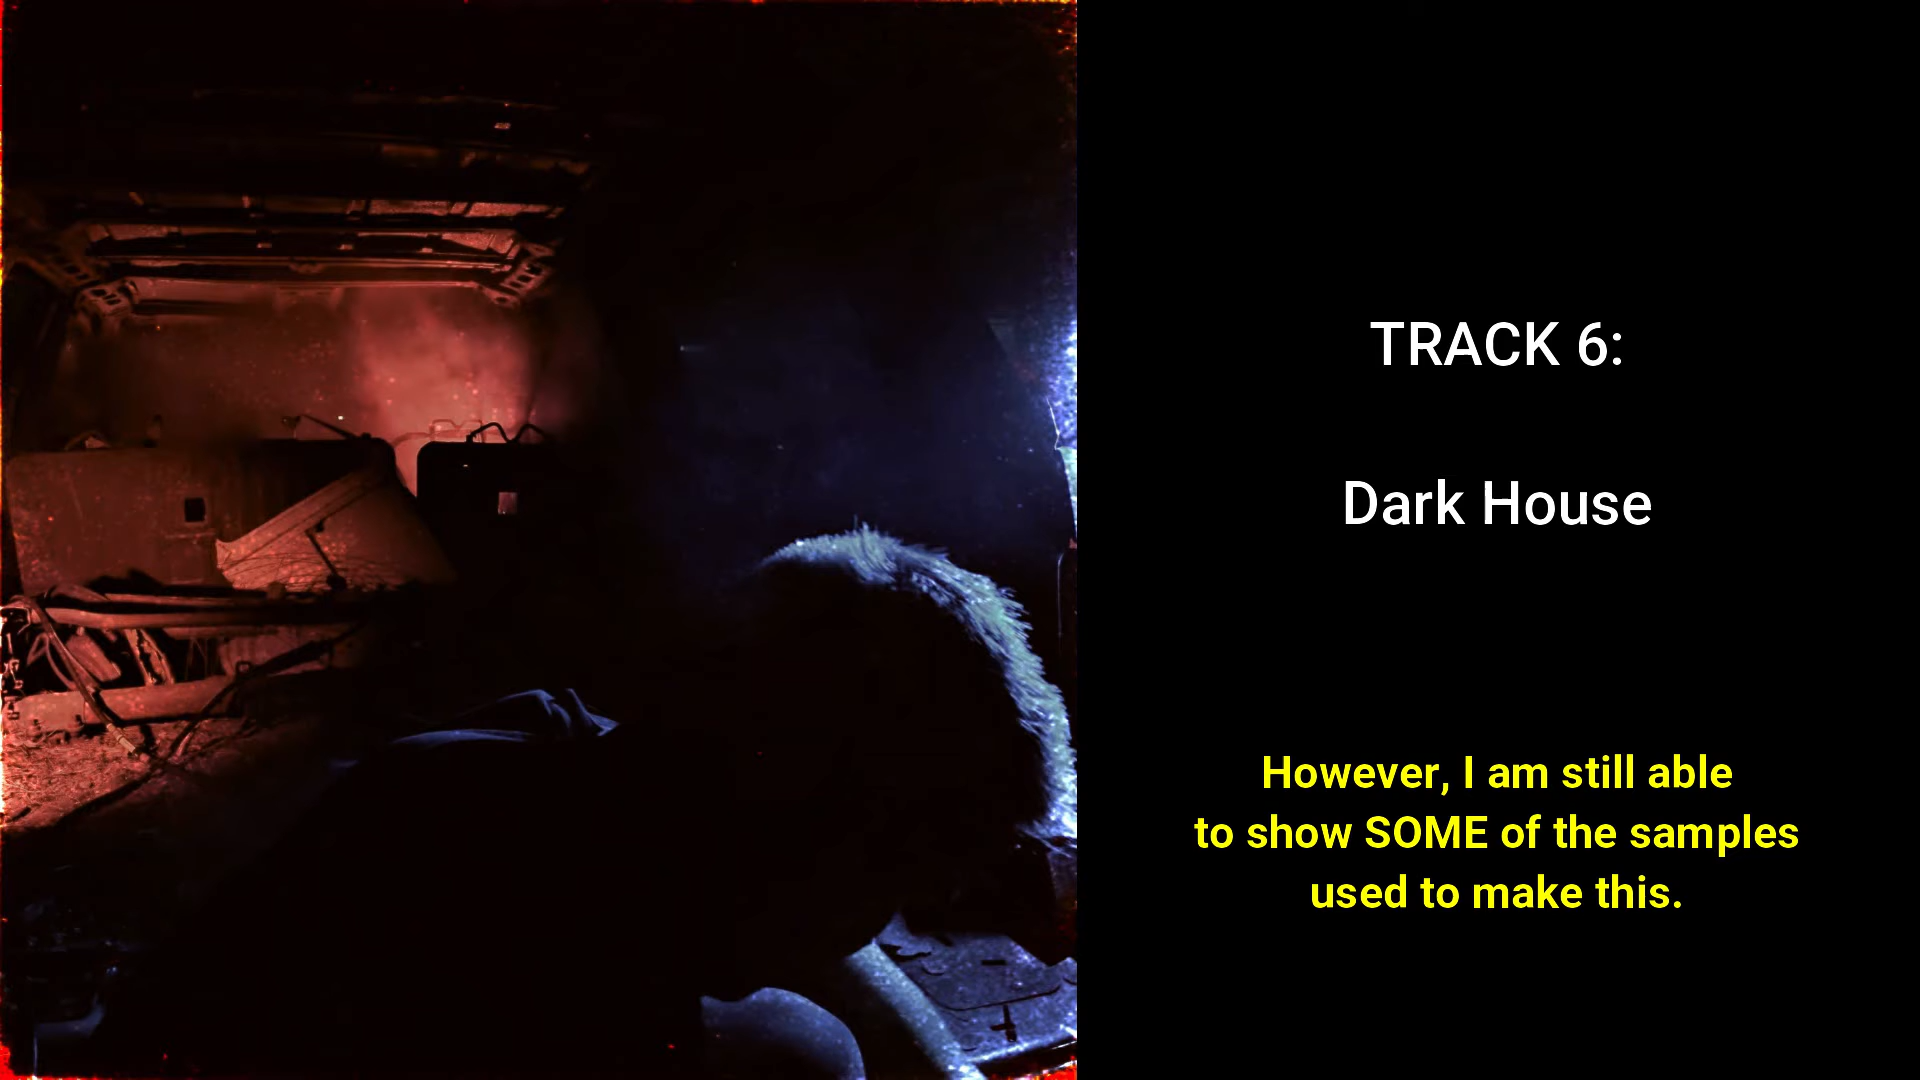 TRACK 6:
Dark House
However, I am still able
to show SOME of the samples
used to make this.